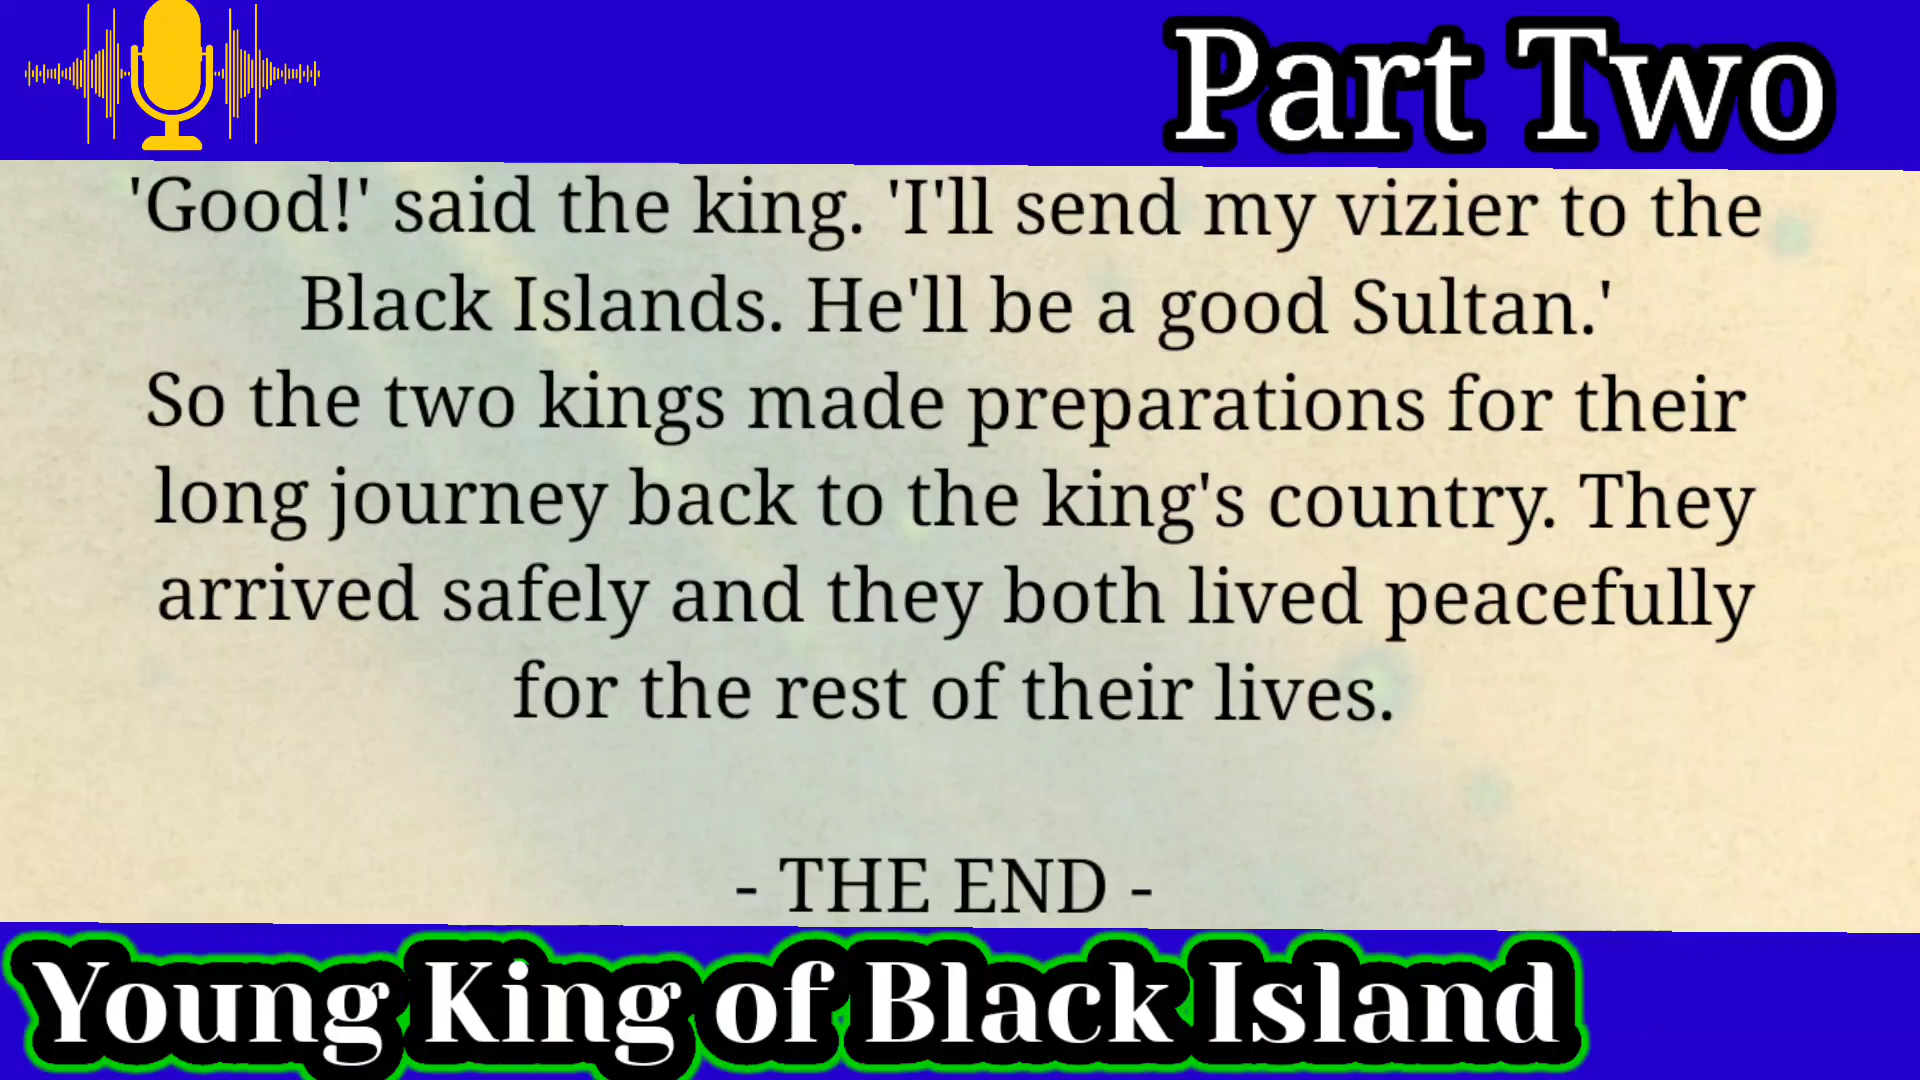 Part Two
'Good!' said the king. 'I'll send my vizier to the
Black Islands. He'll be a good Sultan.'
So the two kings made preparations for their
long journey back to the king's country. They
arrived safely and they both lived peacefully
for the rest of their lives.
- THE END -
Young King of Black Island